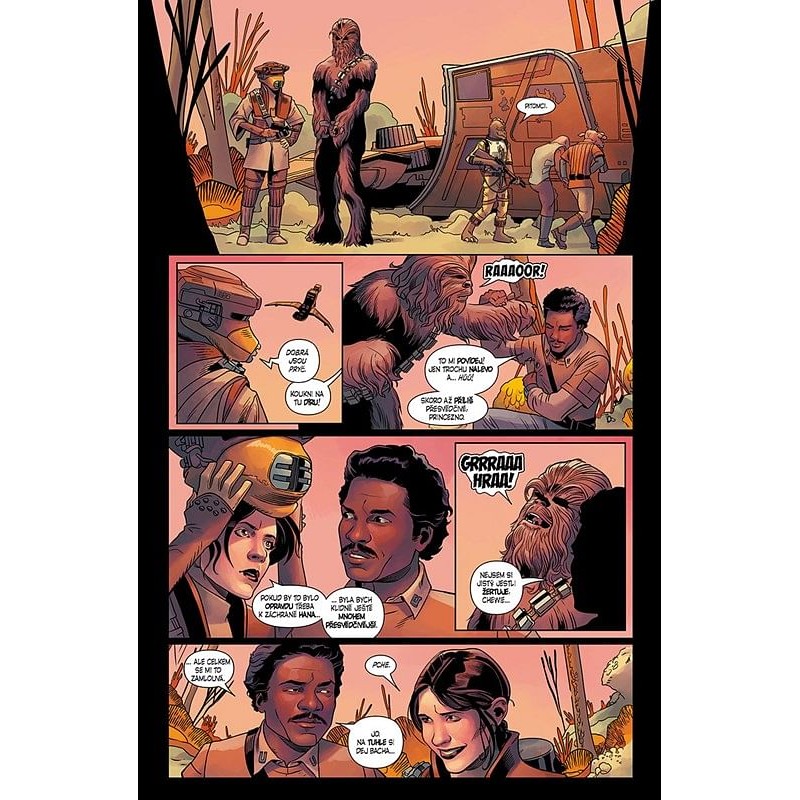 PITOMCI.
DOBRÁ
JSOU
PRYČ.
KOUKNI NA
TU DÍRU!
RAAAOOR!
TO MI POVÍDEJ!
JEN TROCHU NALEVO
A... HŮŮ!
SKORO AŽ PŘÍLIŠ
PŘESVĚDČIVÉ,
PRINCEZNO.
POKUD BY TO BYLO
OPRAVDU TŘEBA
K ZÁCHRANĚ HANA...
... BYLA BYCH
KLIDNĚ JEŠTĚ
MNOHEM
PŘESVĚDČIVĚJŠÍ.
GRRRAAA
HRAA!
NEJSEM SI
JISTÝ JESTLI
ŽERTUJE,
CHEWIE...
... ALE CELKEM
SE MI TO
ZAMLOUVÁ.
PCHE.
JO,
NA TUHLE SI
DEJ BACHA...